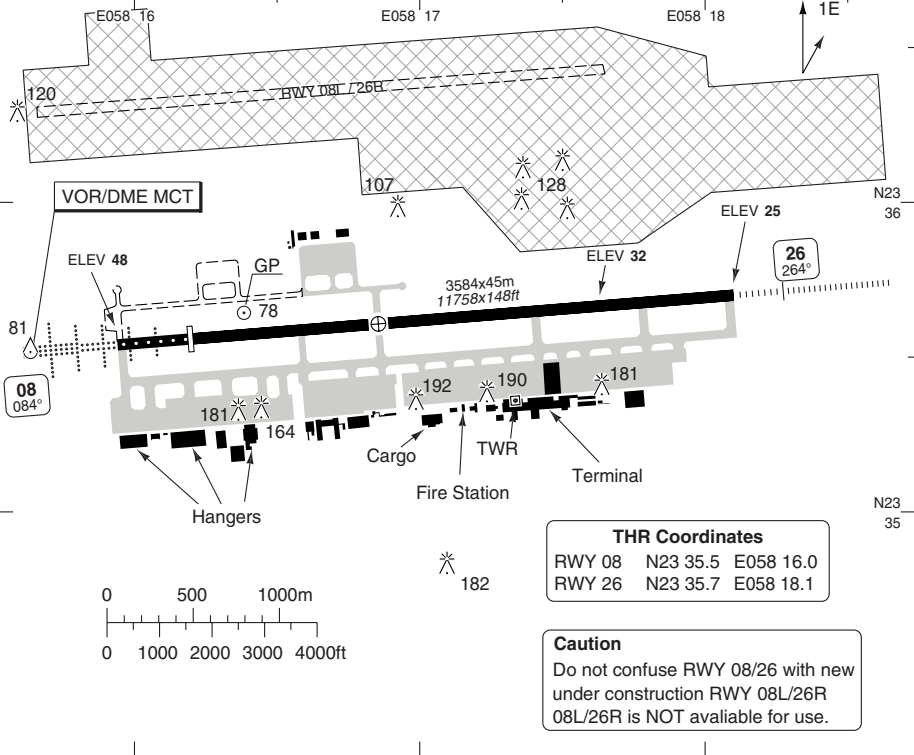 E058 16
E058 17
E058 18
1E
120
RWY 08L / 26R
107
128
N23
36
VOR/DME MCT
ELEV 25
ELEV 48
GP
ELEV 32
26
264°
3584x45m
11758x148ft
78
81
08
084°
181
164
192
190
181
Cargo
TWR
Fire Station
Terminal
Hangers
N23
35
182
THR Coordinates
RWY 08 N23 35.5 E058 16.0
RWY 26 N23 35.7 E058 18.1
0 500 1000m
0 1000 2000 3000 4000ft
Caution
Do not confuse RWY 08/26 with new
under construction RWY 08L/26R
08L/26R is NOT avaliable for use.